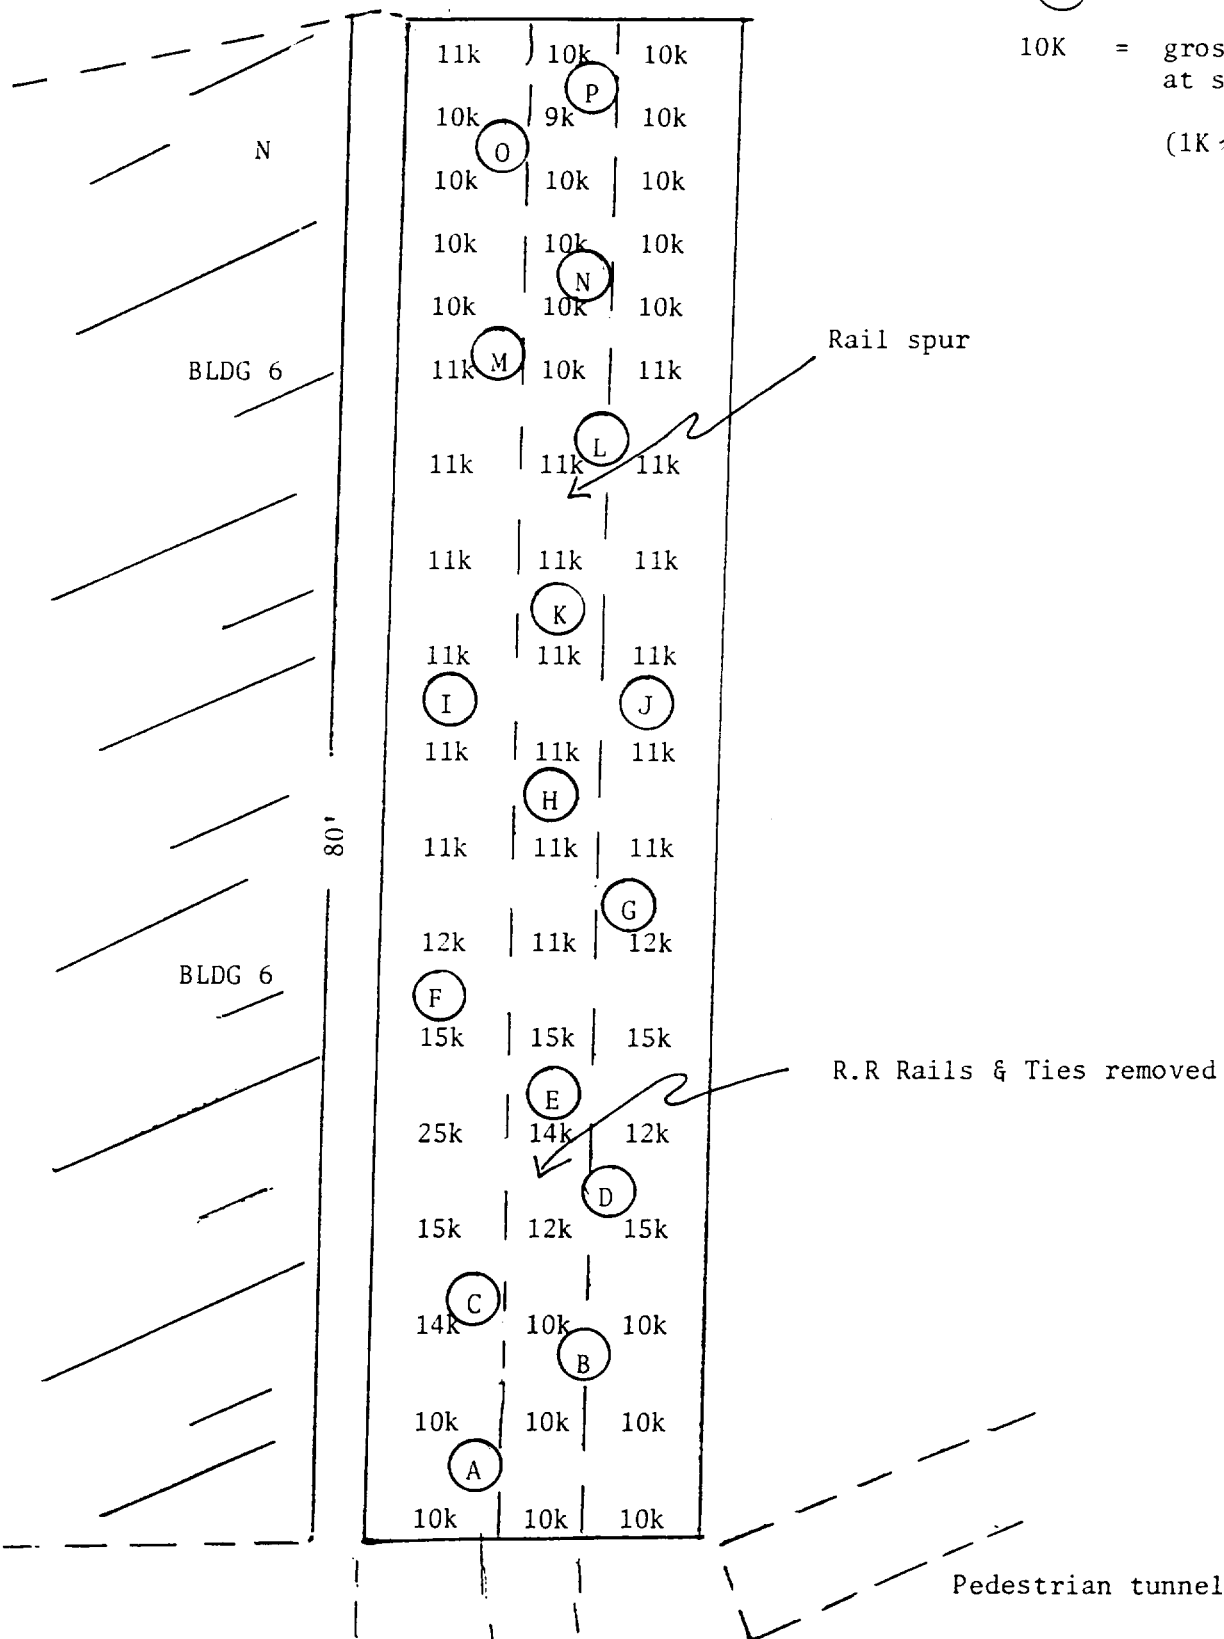 10K = gros
at s
(1K
11k 10k 10k
P
10k 9k 10k
O
N
10k 10k 10k
10k 10k 10k
N
10k 10k 10k
Rail spur
M
BLDG 6
11k 10k 11k
L
11k 11k 11k
11k 11k 11k
K
11k 11k 11k
I
J
11k 11k 11k
H
80'
11k 11k 11k
G
12k 11k 12k
BLDG 6
F
15k 15k 15k
R.R Rails & Ties removed
E
25k 14k 12k
D
15k 12k 15k
C
14k 10k 10k
B
10k 10k 10k
A
10k 10k 10k
Pedestrian tunnel